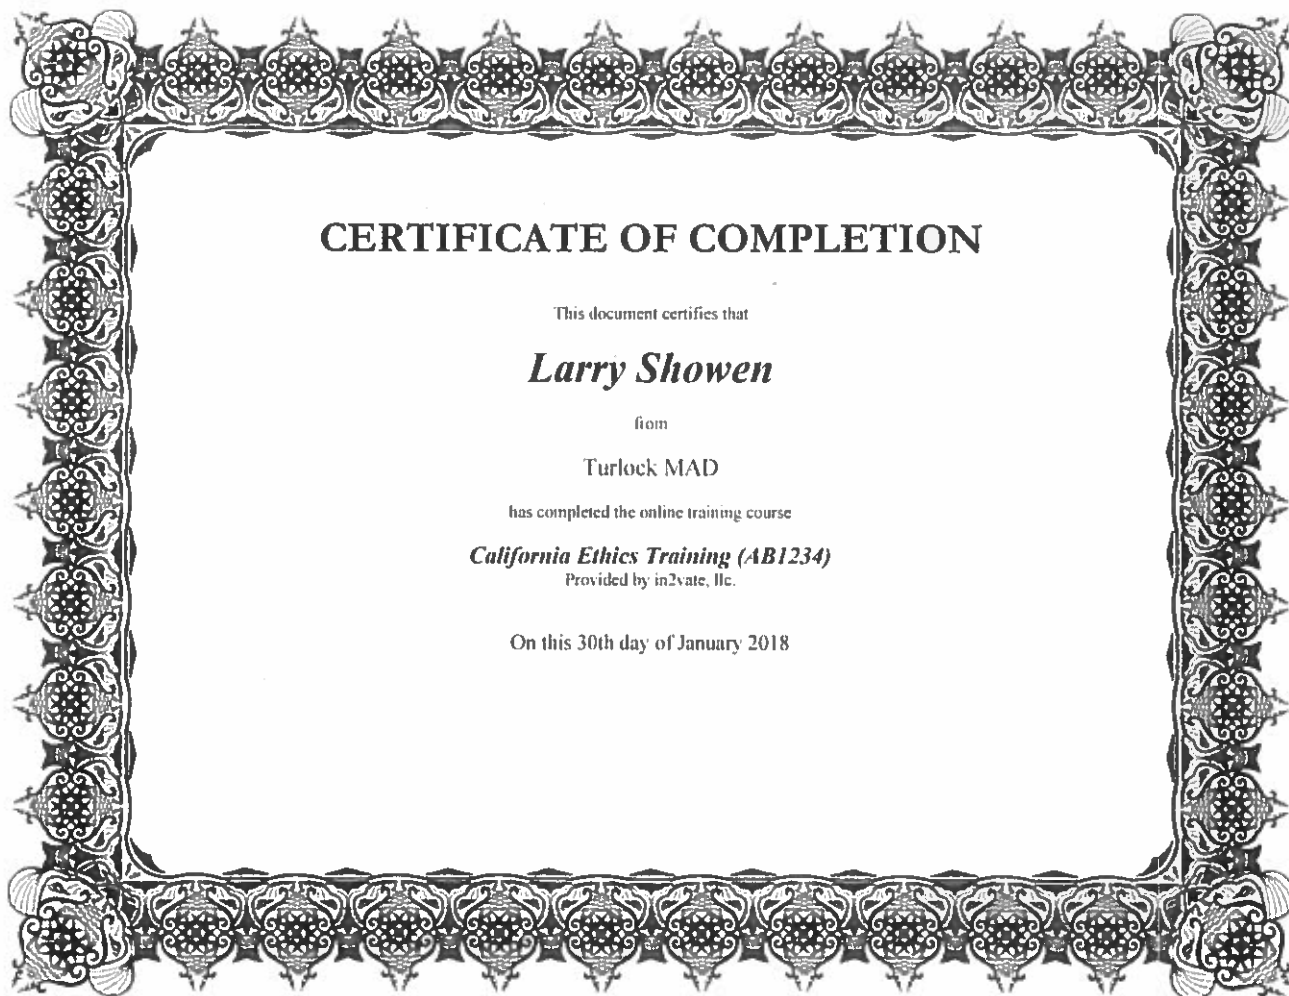 CERTIFICATE OF COMPLETION
This document certifies that
Larry Showen
from
Turlock MAD
has completed the online training course
California Ethics Training (AB1234)
Provided by in2vate, llc.
On this 30th day of January 2018